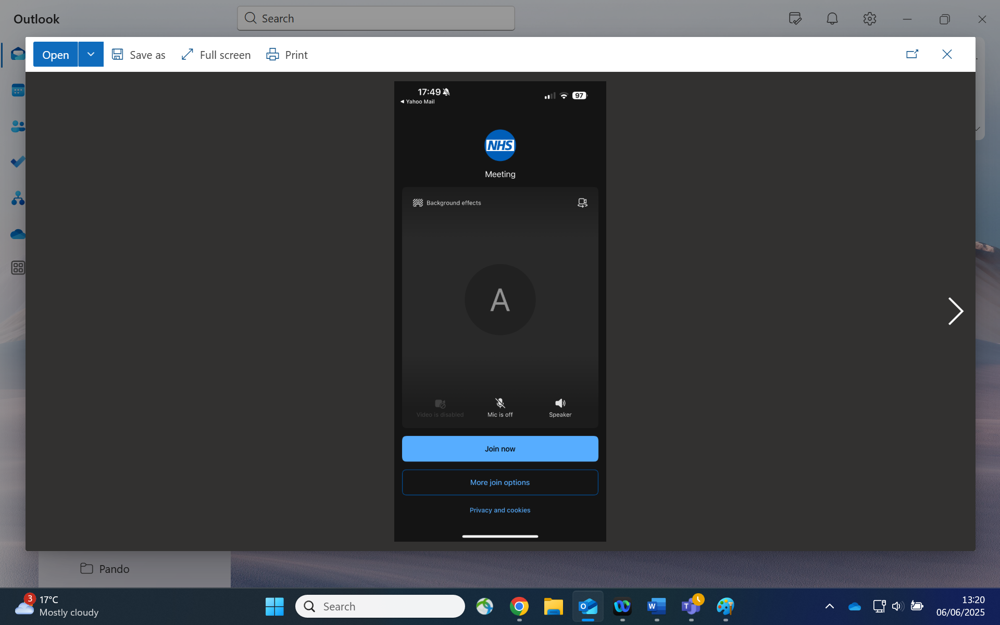 Outlook
Search
Open
Save as
Full screen
Print
17:49
97
◄ Yahoo Mail
NHS
Meeting
Background effects
A
Video is disabled
Mic is off
Speaker
Join now
More join options
Privacy and cookies
Pando
3
17°C
Mostly cloudy
Search
O
W
T
13:20
06/06/2025